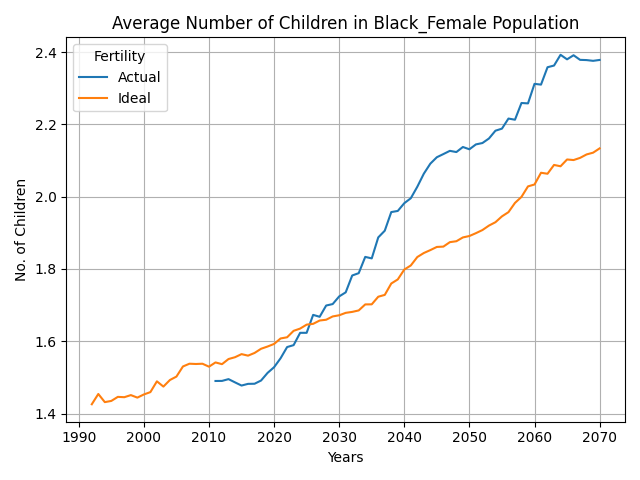 Average Number of Children in Black_Female Population
Fertility
Actual
Ideal
No. of Children
2.4
2.2
2.0
1.8
1.6
1.4
1990 2000 2010 2020 2030 2040 2050 2060 2070
Years